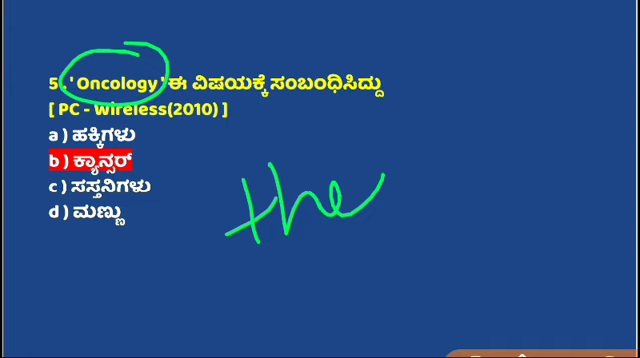 5. 'Oncology' ಈ ವಿಷಯಕ್ಕೆ ಸಂಬಂಧಿಸಿದ್ದು
[ PC - Wireless(2010) ]
a ) ಹಕ್ಕಿಗಳು
b ) ಕ್ಯಾನ್ಸರ್
c ) ಸಸ್ತನಿಗಳು
d ) ಮಣ್ಣು
the